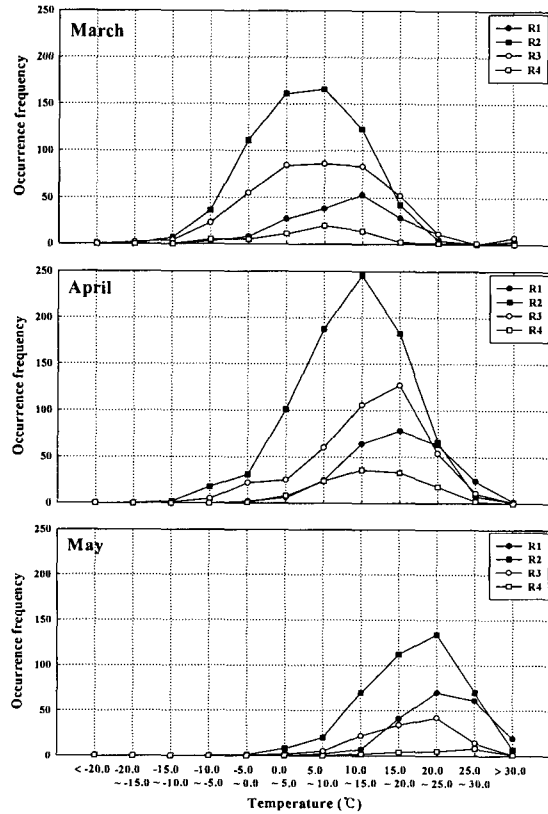 250
200
150
100
50
0
Occurrence frequency
March
R1
R2
R3
R4
250
200
150
100
50
0
Occurrence frequency
April
R1
R2
R3
R4
250
200
150
100
50
0
Occurrence frequency
May
R1
R2
R3
R4
< -20.0 -20.0 -15.0 -10.0 -5.0 0.0 5.0 10.0 15.0 20.0 25.0 > 30.0
~ -15.0 ~ -10.0 ~ -5.0 ~ 0.0 ~ 5.0 ~ 10.0 ~ 15.0 ~ 20.0 ~ 25.0 ~ 30.0
Temperature (℃)